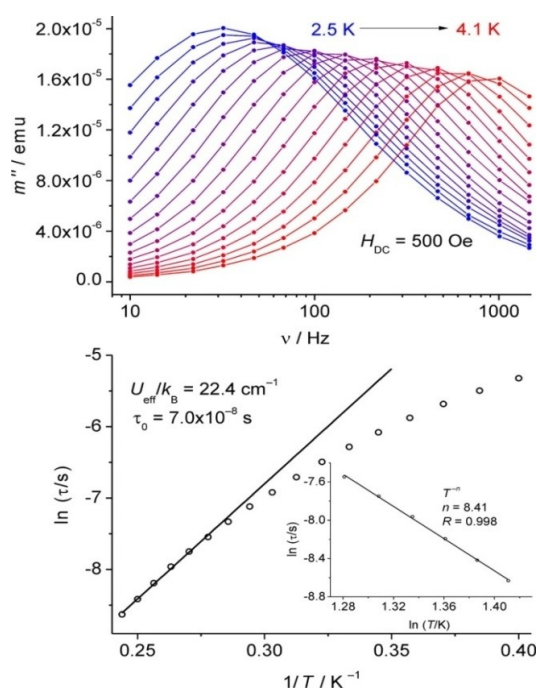 2.5 K 4.1 K
2.0x10⁻⁵
1.6x10⁻⁵
1.2x10⁻⁵
8.0x10⁻⁶
4.0x10⁻⁶
0.0
m'' / emu
H_DC = 500 Oe
10 100 1000
ν / Hz
-5
-6
-7
-8
ln (τ/s)
U_eff/k_B = 22.4 cm⁻¹
τ₀ = 7.0x10⁻⁸ s
-7.6
-8.0
-8.4
-8.8
ln (τ/s)
T⁻ⁿ
n = 8.41
R = 0.998
1.28 1.32 1.36 1.40
ln (T/K)
0.25 0.30 0.35 0.40
1/T / K⁻¹